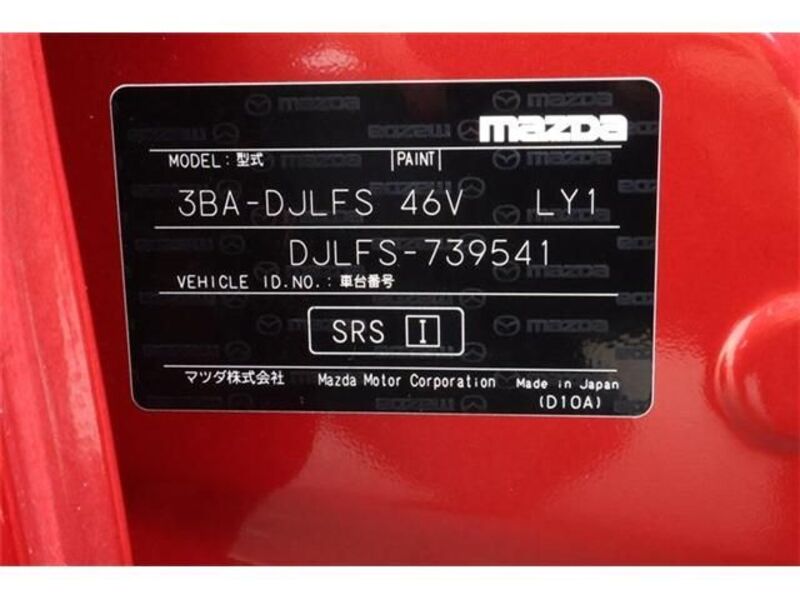 mazda
MODEL: 型式 PAINT
3BA-DJLFS 46V LY1
DJLFS-739541
VEHICLE ID.NO.: 車台番号
SRS I
マツダ株式会社 Mazda Motor Corporation Made in Japan
(D10A)